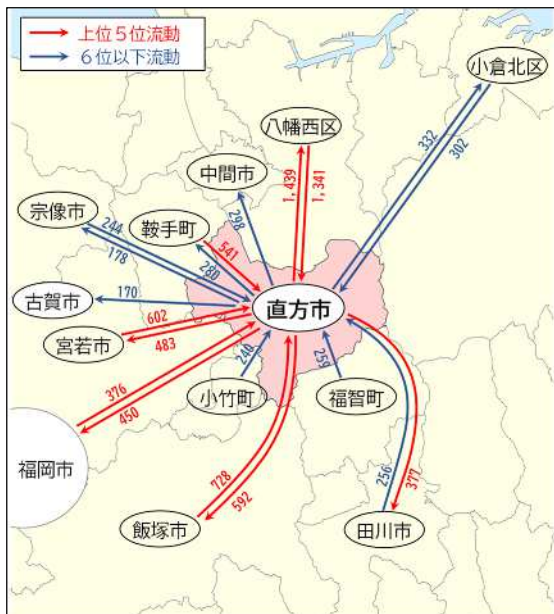 上位５位流動
６位以下流動
小倉北区
八幡西区
332
302
中間市
1,439
1,341
宗像市
244
鞍手町
298
541
178
280
古賀市
170
直方市
602
宮若市
483
240
259
376
小竹町
福智町
450
福岡市
728
256
377
592
飯塚市
田川市